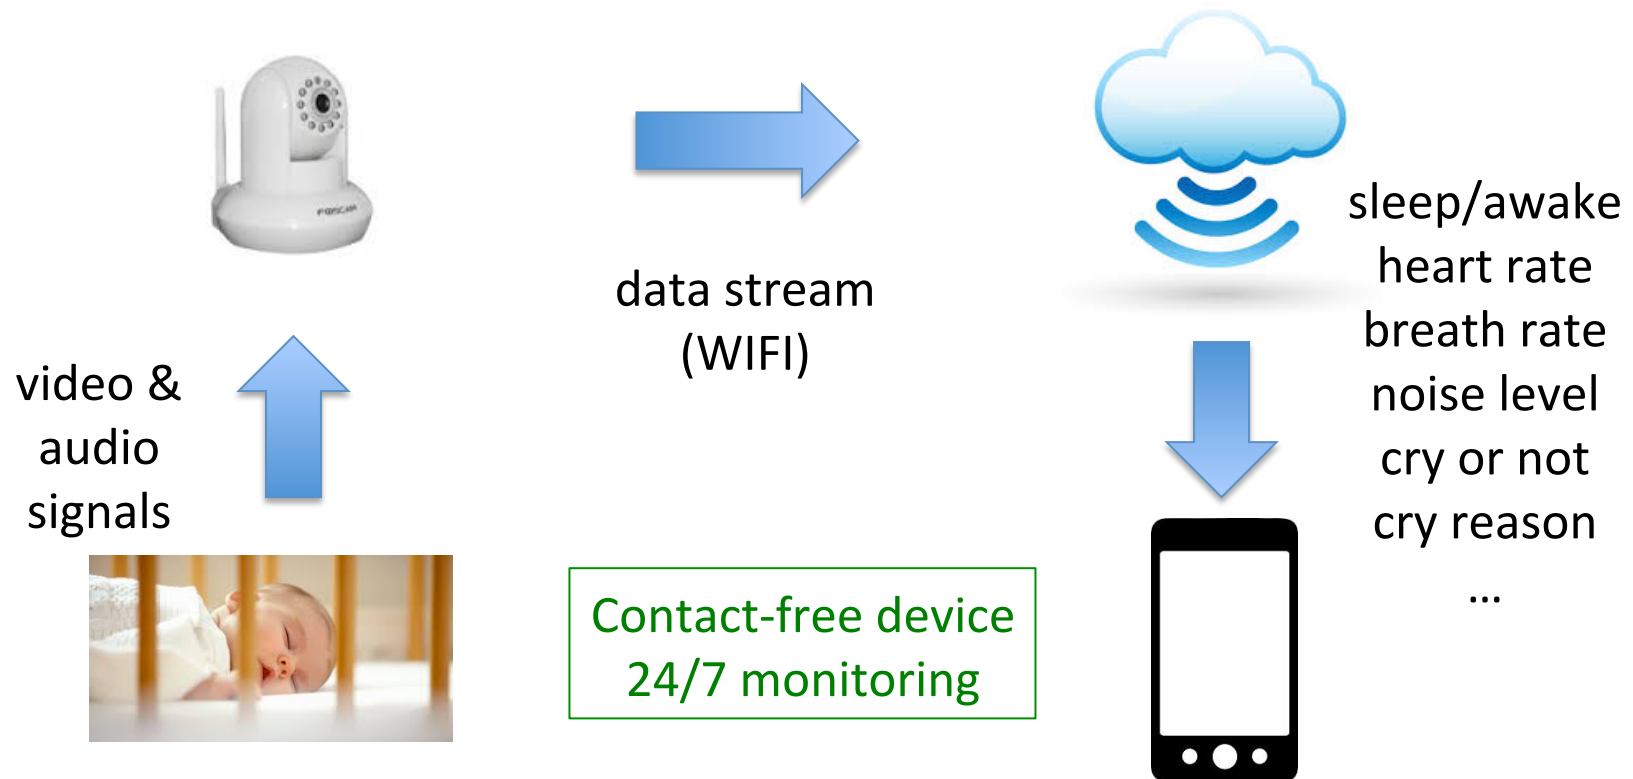 FOSCAM
data stream
(WIFI)
video &
audio
signals
sleep/awake
heart rate
breath rate
noise level
cry or not
cry reason
...
Contact-free device
24/7 monitoring